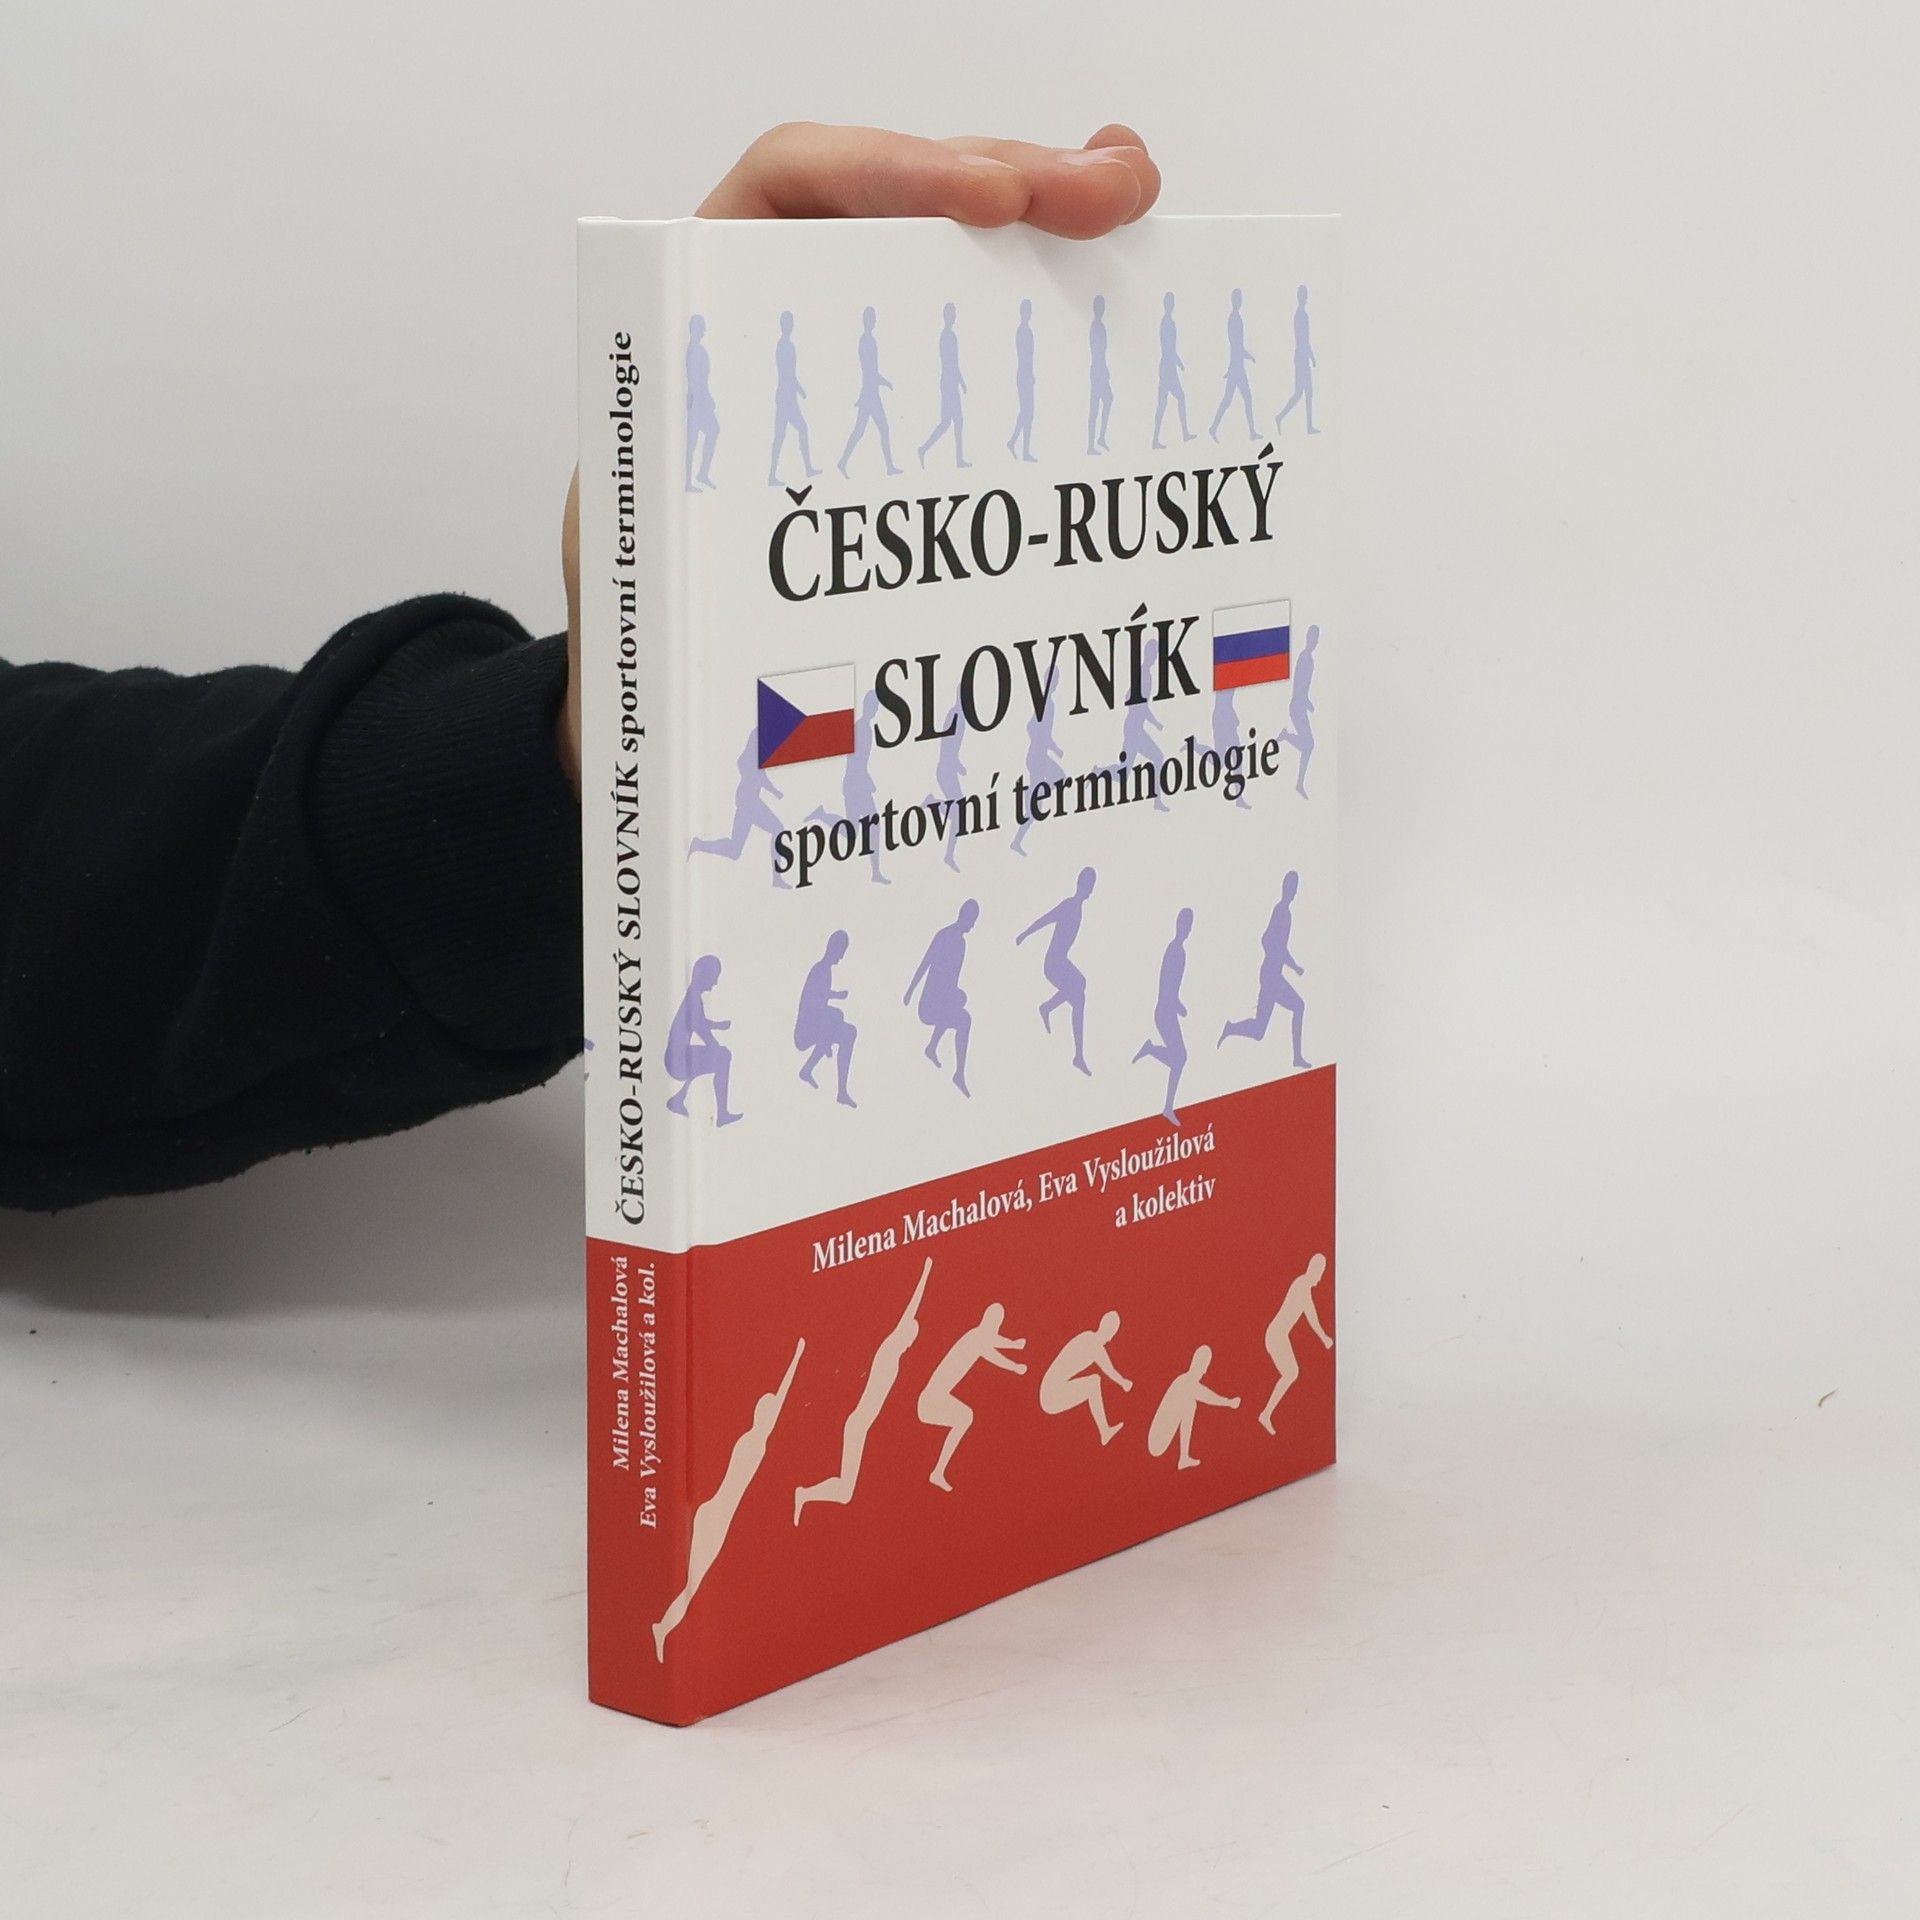 ČESKO-RUSKÝ SLOVNÍK sportovní terminologie
Milena Machalová
Eva Vysloužilová a kol.
ČESKO-RUSKÝ
SLOVNÍK
sportovní terminologie
Milena Machalová, Eva Vysloužilová
a kolektiv